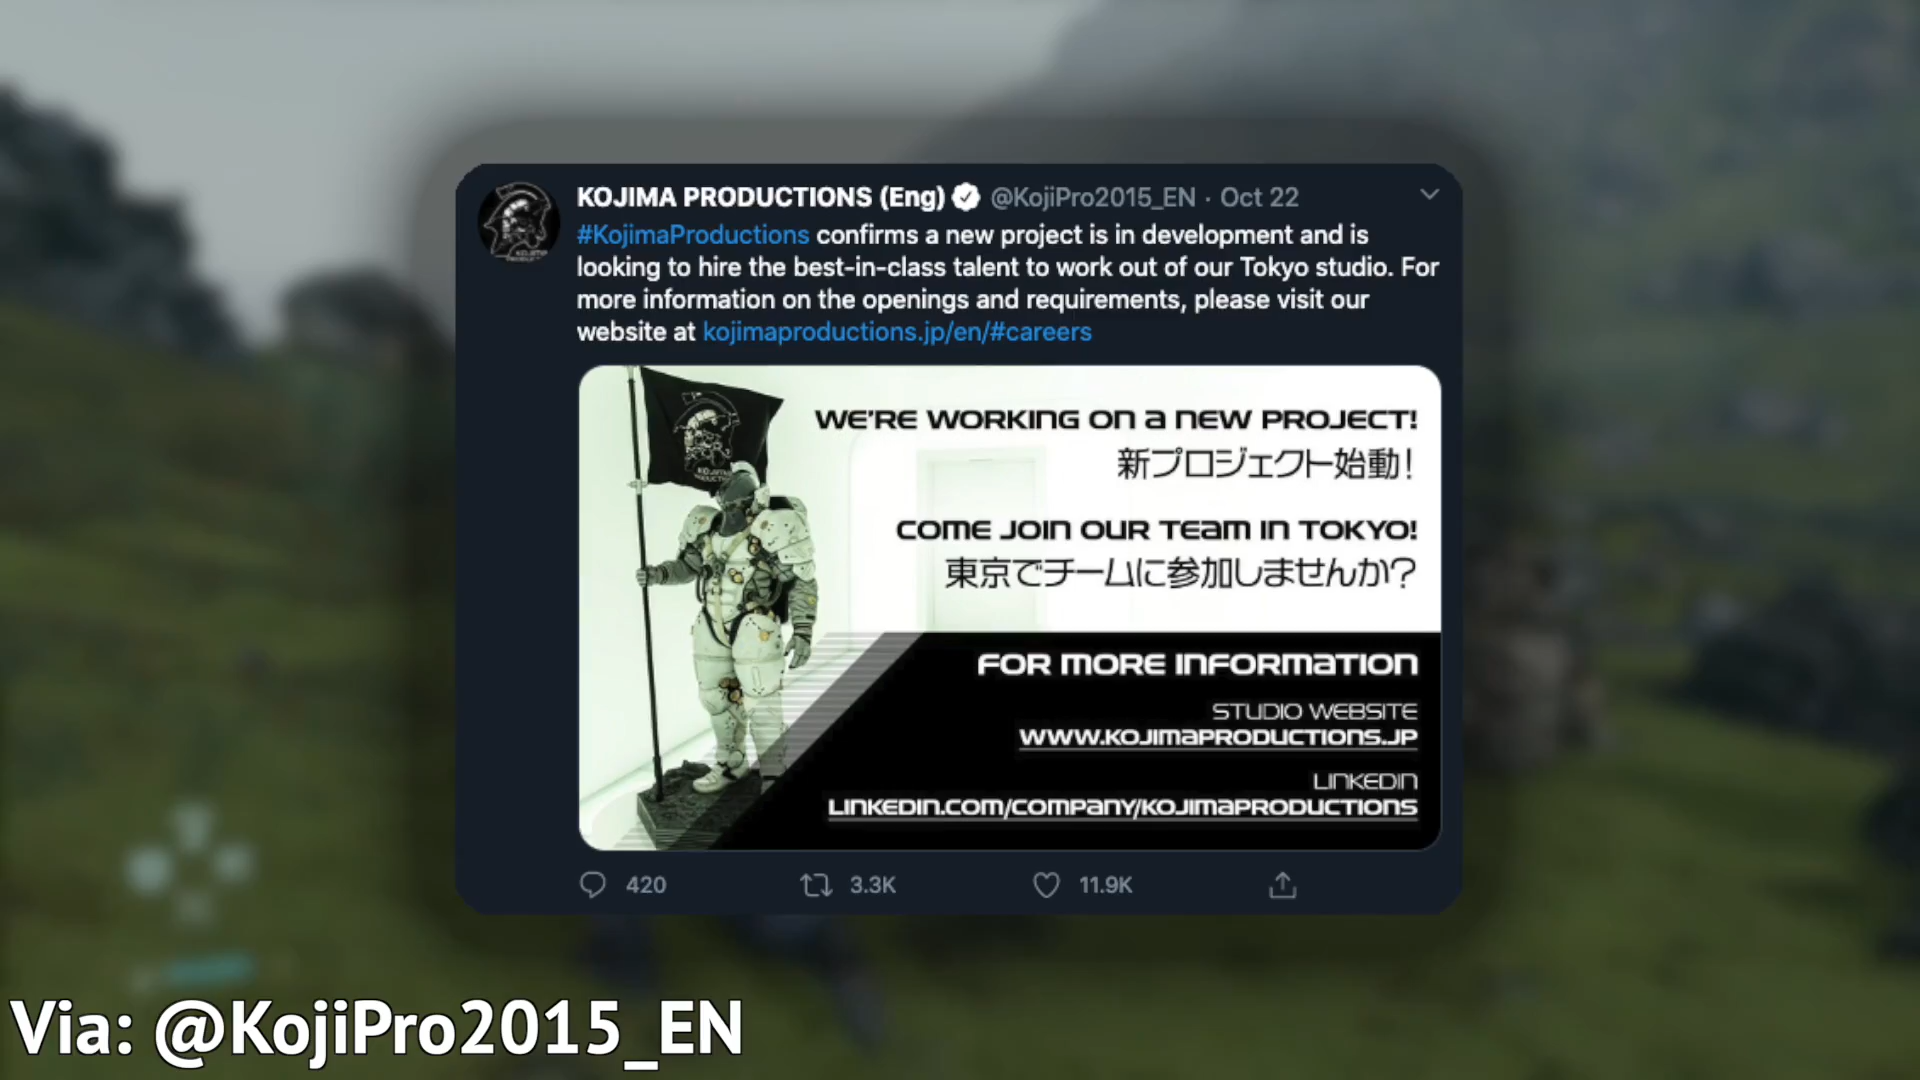 KOJIMA PRODUCTIONS (Eng) @KojiPro2015_EN · Oct 22
#KojimaProductions confirms a new project is in development and is
looking to hire the best-in-class talent to work out of our Tokyo studio. For
more information on the openings and requirements, please visit our
website at kojimaproductions.jp/en/#careers
WE'RE WORKING ON a NEW PROJECT!
新プロジェクト始動!
COME JOIN OUR TEam IN TOKYO!
東京でチームに参加しませんか?
FOR MORE INFORMaTION
STUDIO WEBSITE
WWW.KOJIMaPRODUCTIONS.JP
LINKEDIN
LINKEDIN.COM/COMPaNY/KOJIMaPRODUCTIONS
420 3.3K 11.9K
Via: @KojiPro2015_EN